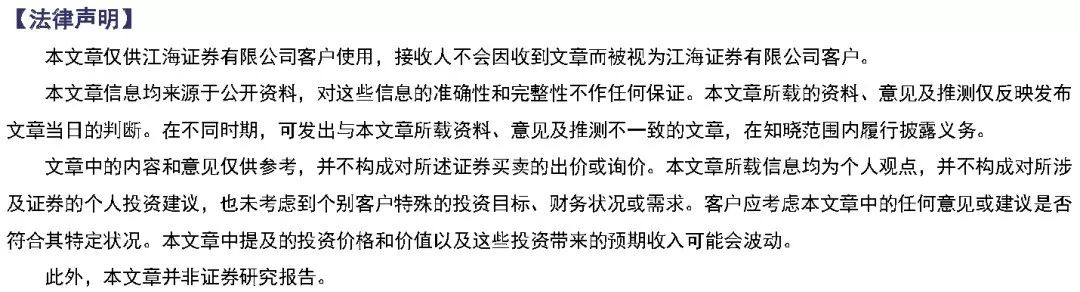 【法律声明】
本文章仅供江海证券有限公司客户使用，接收人不会因收到文章而被视为江海证券有限公司客户。
本文章信息均来源于公开资料，对这些信息的准确性和完整性不作任何保证。本文章所载的资料、意见及推测仅反映发布
文章当日的判断。在不同时期，可发出与本文章所载资料、意见及推测不一致的文章，在知晓范围内履行披露义务。
文章中的内容和意见仅供参考，并不构成对所述证券买卖的出价或询价。本文章所载信息均为个人观点，并不构成对所涉
及证券的个人投资建议，也未考虑到个别客户特殊的投资目标、财务状况或需求。客户应考虑本文章中的任何意见或建议是否
符合其特定状况。本文章中提及的投资价格和价值以及这些投资带来的预期收入可能会波动。
此外，本文章并非证券研究报告。